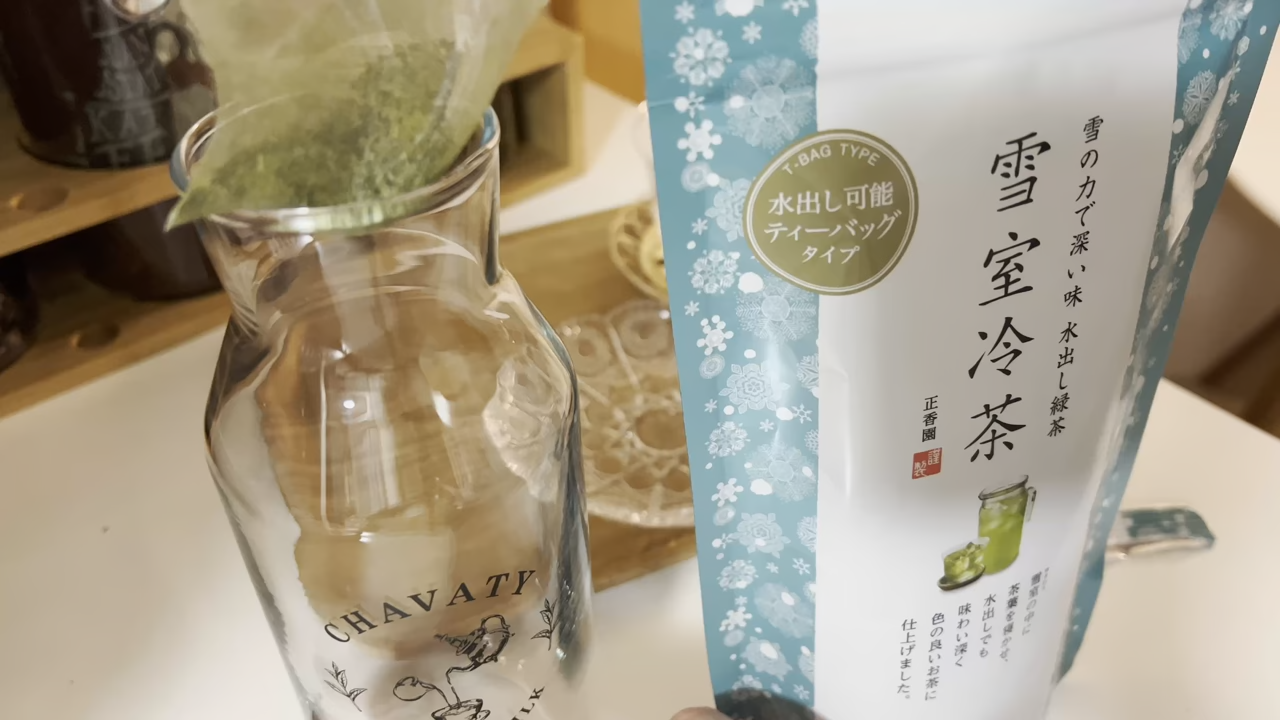 T-BAG TYPE
水出し可能
ティーバッグ
タイプ
雪の力で深い味 水出し緑茶
雪室冷茶
正香園
謹製
雪室の中に
茶葉を寝かせ、
水出しでも
味わい深く
色の良いお茶に
仕上げました。
CHAVATY